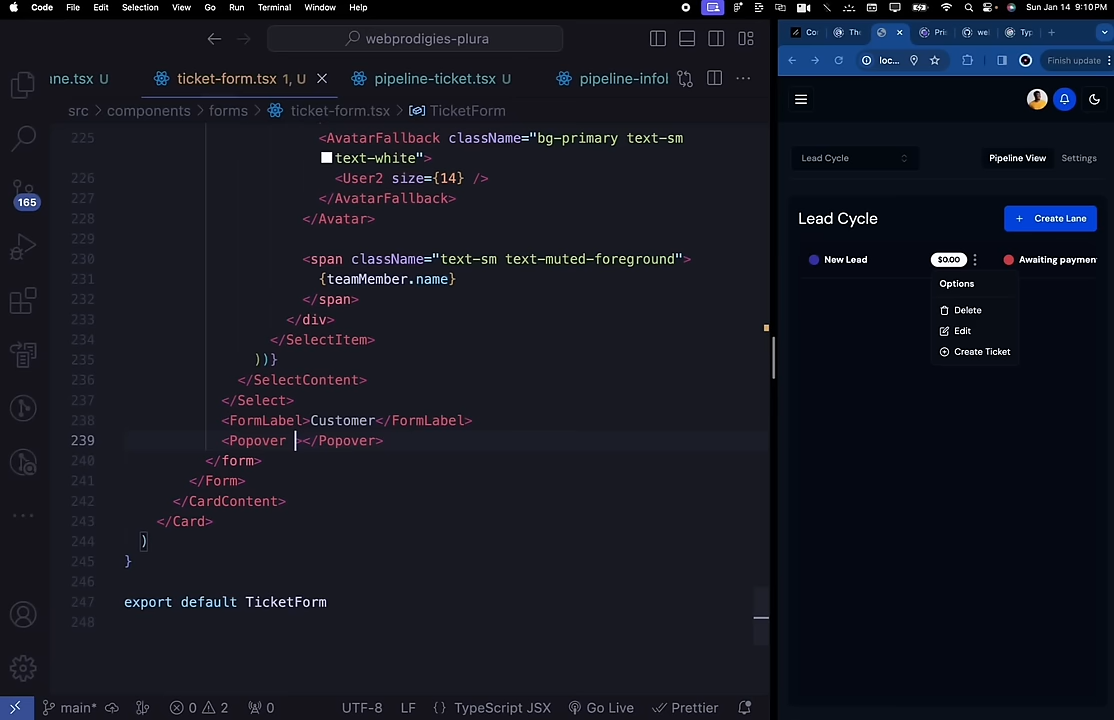 Code File Edit Selection View Go Run Terminal Window Help
Sun Jan 14 9:10 PM
webprodigies-plura
ne.tsx U
ticket-form.tsx 1, U
pipeline-ticket.tsx U
pipeline-infol
src > components > forms > ticket-form.tsx > TicketForm
225 <AvatarFallback className="bg-primary text-sm
text-white">
226 <User2 size={14} />
227 </AvatarFallback>
228 </Avatar>
229
230 <span className="text-sm text-muted-foreground">
231 {teamMember.name}
232 </span>
233 </div>
234 </SelectItem>
235 ))}
236 </SelectContent>
237 </Select>
238 <FormLabel>Customer</FormLabel>
239 <Popover ></Popover>
240 </form>
241 </Form>
242 </CardContent>
243 </Card>
244 )
245 }
246
247 export default TicketForm
248
165
main*
0 2
0
UTF-8 LF {} TypeScript JSX Go Live Prettier
Co The Pri wel Typ
loc... Finish update
Lead Cycle
Pipeline View Settings
Lead Cycle
+ Create Lane
New Lead $0.00 Awaiting paymen
Options
Delete
Edit
Create Ticket